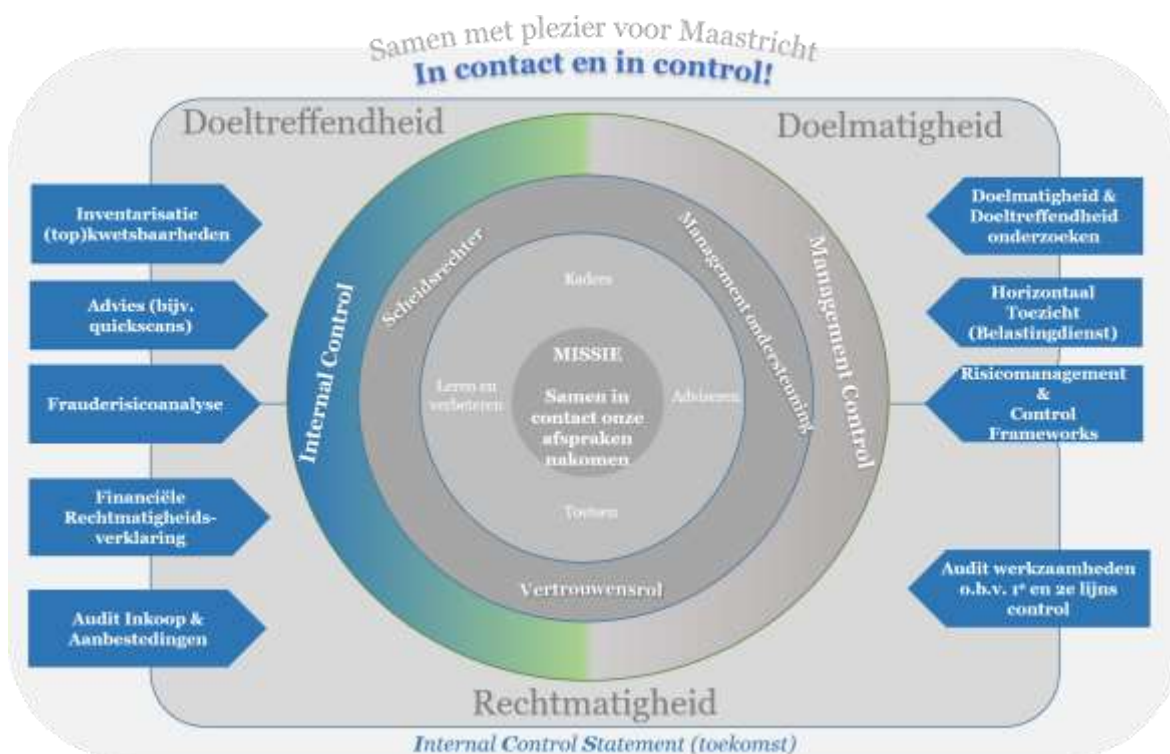 Samen met plezier voor Maastricht
In contact en in control!
Doeltreffendheid
Doelmatigheid
Inventarisatie
(top)kwetsbaarheden
Advies (bijv.
quickscans)
Frauderisicoanalyse
Financiële
Rechtmatigheids-
verklaring
Audit Inkoop &
Aanbestedingen
Internal Control
Scheidsrechter
Kaders
Leren en
verbeteren
MISSIE
Samen in
contact onze
afspraken
nakomen
Adviseren
Toetsen
Vertrouwensrol
Management ondersteuning
Management Control
Doelmatigheid &
Doeltreffendheid
onderzoeken
Horizontaal
Toezicht
(Belastingdienst)
Risicomanagement
&
Control
Frameworks
Audit werkzaamheden
o.b.v. 1e en 2e lijns
control
Rechtmatigheid
Internal Control Statement (toekomst)